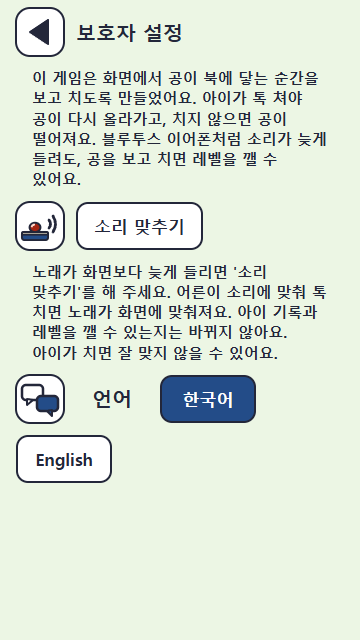 보호자 설정
이 게임은 화면에서 공이 북에 닿는 순간을
보고 치도록 만들었어요. 아이가 톡 쳐야
공이 다시 올라가고, 치지 않으면 공이
떨어져요. 블루투스 이어폰처럼 소리가 늦게
들려도, 공을 보고 치면 레벨을 깰 수
있어요.
소리 맞추기
노래가 화면보다 늦게 들리면 '소리
맞추기'를 해 주세요. 어른이 소리에 맞춰 톡
치면 노래가 화면에 맞춰져요. 아이 기록과
레벨을 깰 수 있는지는 바뀌지 않아요.
아이가 치면 잘 맞지 않을 수 있어요.
언어
한국어
English